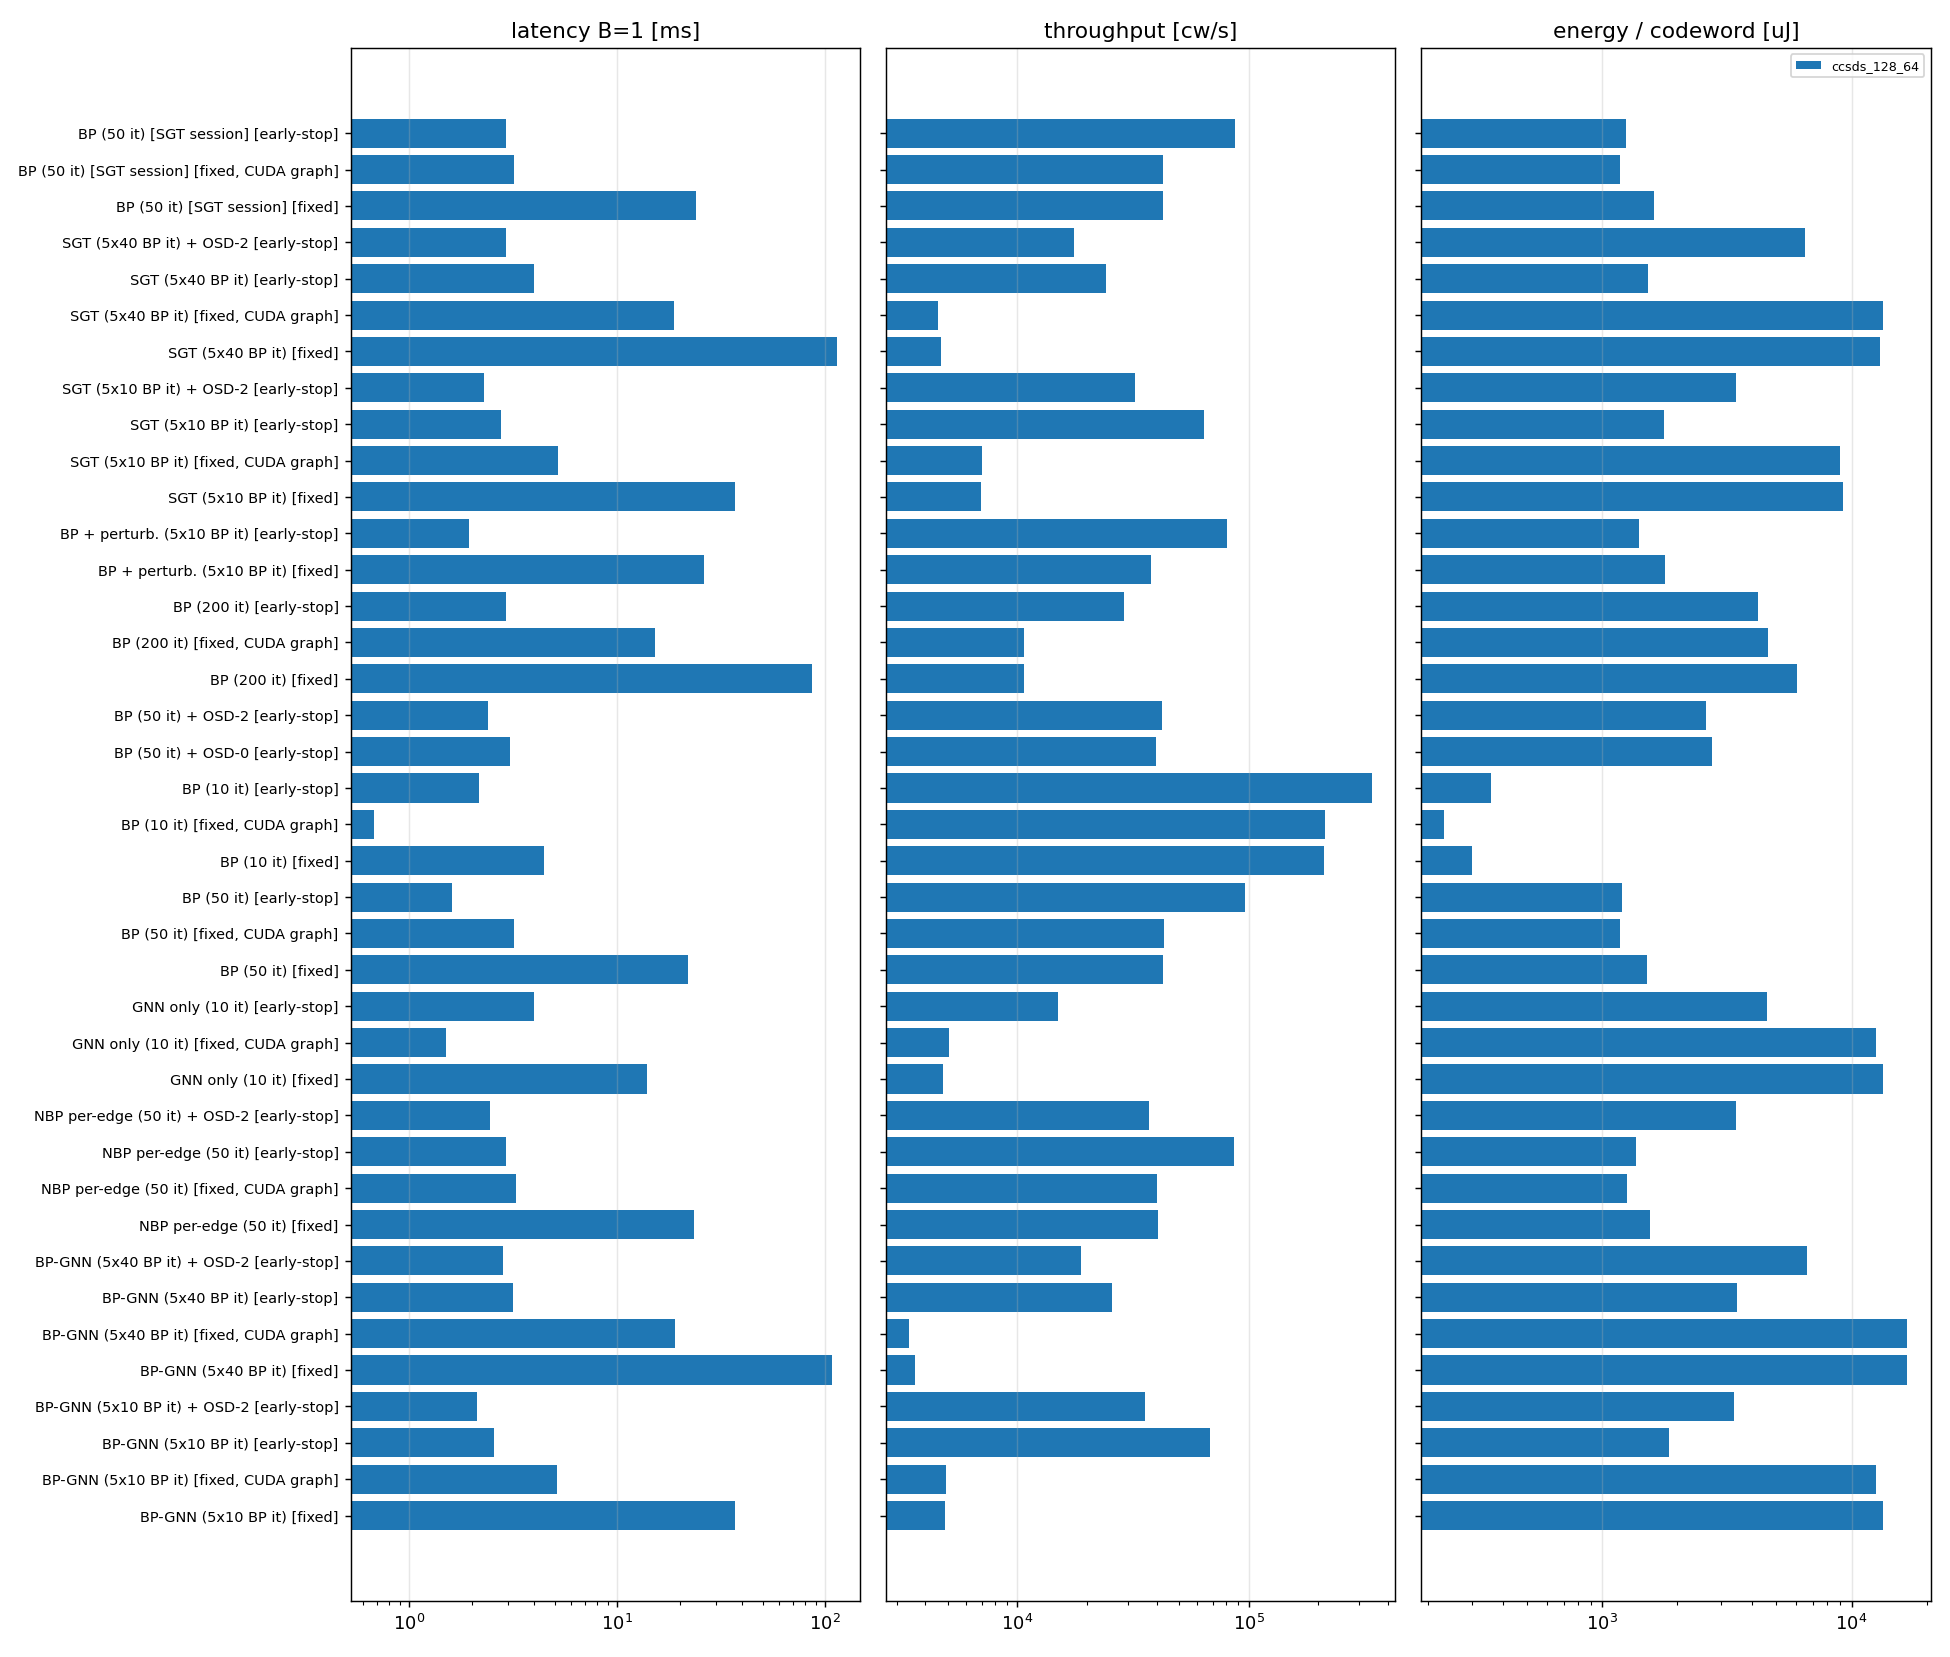 latency B=1 [ms]
throughput [cw/s]
energy / codeword [uJ]
ccsds_128_64
BP (50 it) [SGT session] [early-stop]
BP (50 it) [SGT session] [fixed, CUDA graph]
BP (50 it) [SGT session] [fixed]
SGT (5x40 BP it) + OSD-2 [early-stop]
SGT (5x40 BP it) [early-stop]
SGT (5x40 BP it) [fixed, CUDA graph]
SGT (5x40 BP it) [fixed]
SGT (5x10 BP it) + OSD-2 [early-stop]
SGT (5x10 BP it) [early-stop]
SGT (5x10 BP it) [fixed, CUDA graph]
SGT (5x10 BP it) [fixed]
BP + perturb. (5x10 BP it) [early-stop]
BP + perturb. (5x10 BP it) [fixed]
BP (200 it) [early-stop]
BP (200 it) [fixed, CUDA graph]
BP (200 it) [fixed]
BP (50 it) + OSD-2 [early-stop]
BP (50 it) + OSD-0 [early-stop]
BP (10 it) [early-stop]
BP (10 it) [fixed, CUDA graph]
BP (10 it) [fixed]
BP (50 it) [early-stop]
BP (50 it) [fixed, CUDA graph]
BP (50 it) [fixed]
GNN only (10 it) [early-stop]
GNN only (10 it) [fixed, CUDA graph]
GNN only (10 it) [fixed]
NBP per-edge (50 it) + OSD-2 [early-stop]
NBP per-edge (50 it) [early-stop]
NBP per-edge (50 it) [fixed, CUDA graph]
NBP per-edge (50 it) [fixed]
BP-GNN (5x40 BP it) + OSD-2 [early-stop]
BP-GNN (5x40 BP it) [early-stop]
BP-GNN (5x40 BP it) [fixed, CUDA graph]
BP-GNN (5x40 BP it) [fixed]
BP-GNN (5x10 BP it) + OSD-2 [early-stop]
BP-GNN (5x10 BP it) [early-stop]
BP-GNN (5x10 BP it) [fixed, CUDA graph]
BP-GNN (5x10 BP it) [fixed]
10⁰ 10¹ 10²
10⁴ 10⁵
10³ 10⁴